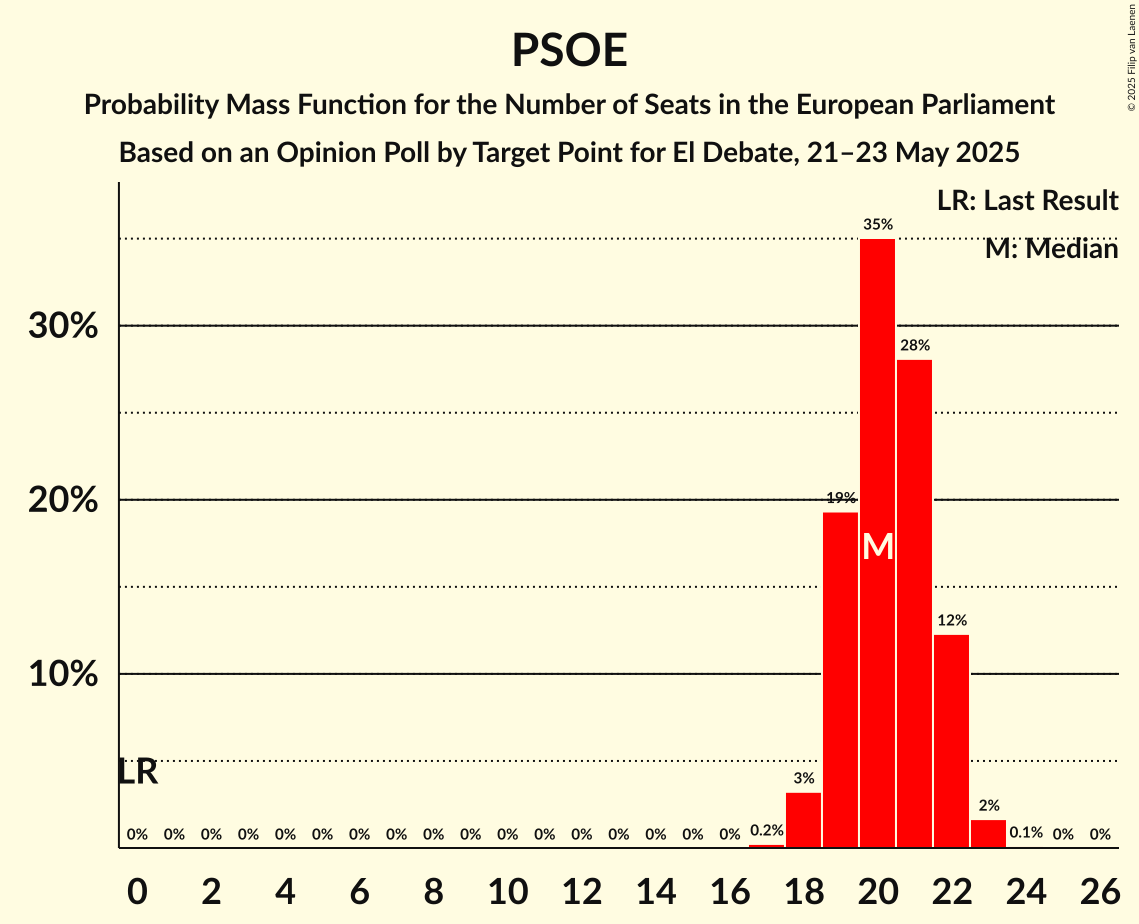 PSOE
Probability Mass Function for the Number of Seats in the European Parliament
Based on an Opinion Poll by Target Point for El Debate, 21–23 May 2025
© 2025 Filip van Laenen
LR: Last Result
M: Median
35%
30%
28%
20%
19%
M
12%
10%
LR
3%
2%
0% 0% 0% 0% 0% 0% 0% 0% 0% 0% 0% 0% 0% 0% 0% 0% 0% 0.2% 0.1% 0% 0%
0 2 4 6 8 10 12 14 16 18 20 22 24 26